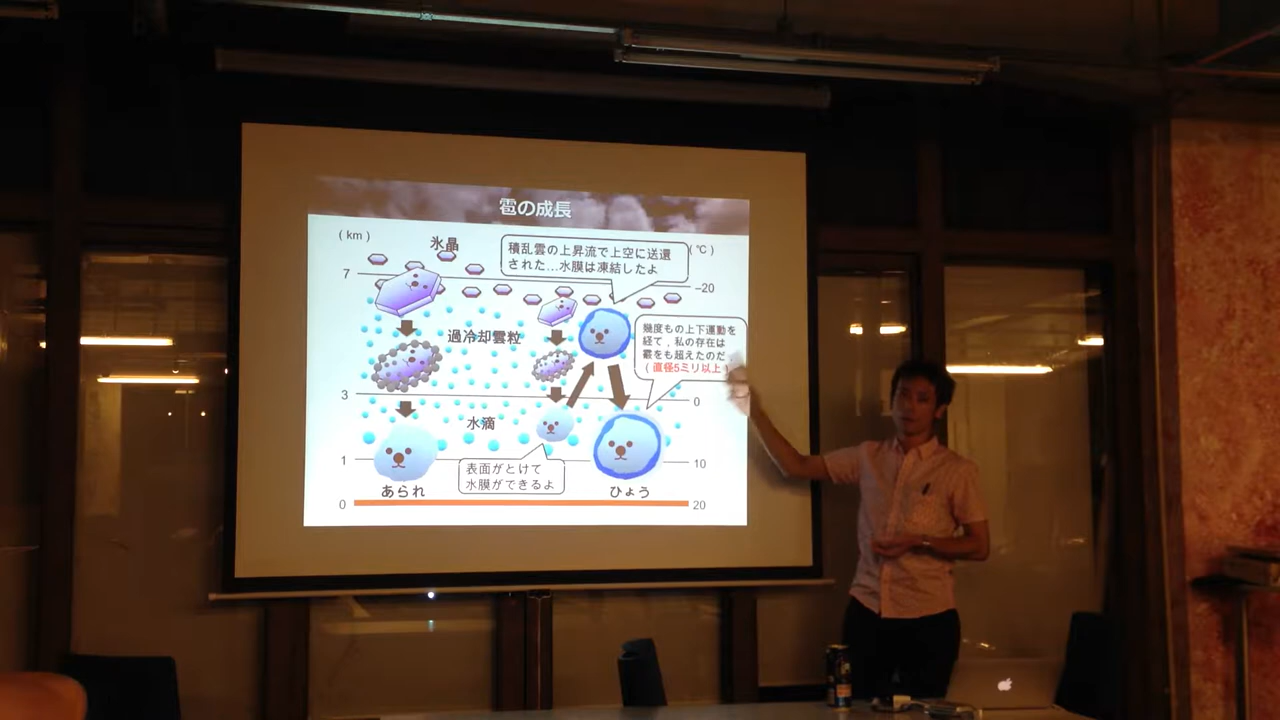 雹の成長
(km)
氷晶
積乱雲の上昇流で上空に送還
された…水膜は凍結したよ
(℃)
7
−20
過冷却雲粒
幾度もの上下運動を
経て，私の存在は
霰をも超えたのだ
(直径5ミリ以上)
3
0
水滴
1
10
表面がとけて
水膜ができるよ
あられ
ひょう
0
20